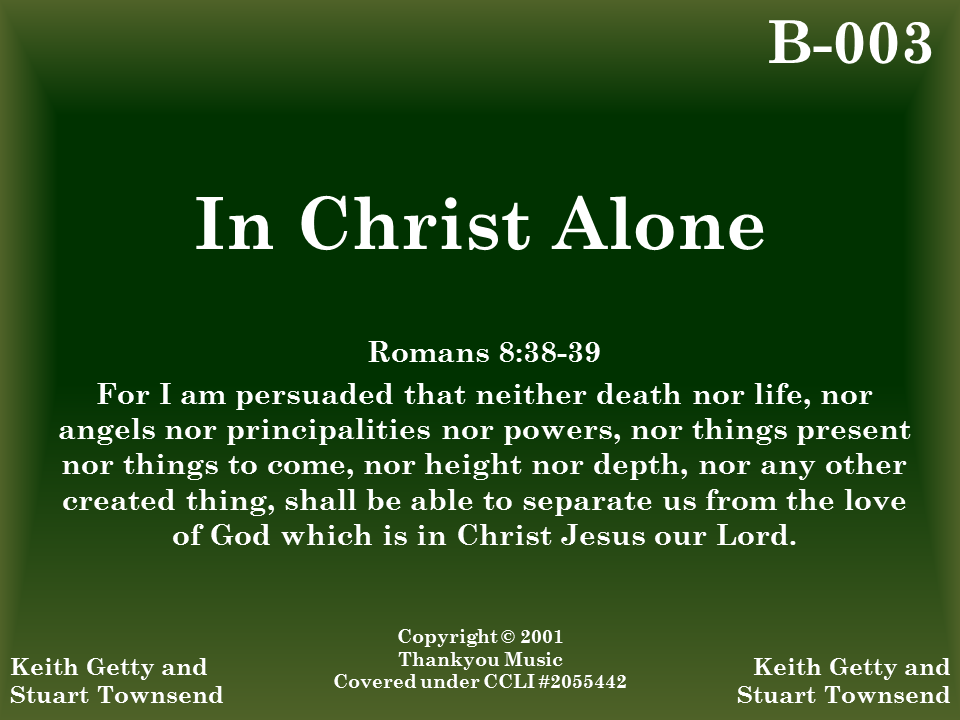 B-003
In Christ Alone
Romans 8:38-39
For I am persuaded that neither death nor life, nor
angels nor principalities nor powers, nor things present
nor things to come, nor height nor depth, nor any other
created thing, shall be able to separate us from the love
of God which is in Christ Jesus our Lord.
Copyright © 2001
Thankyou Music
Covered under CCLI #2055442
Keith Getty and
Stuart Townsend
Keith Getty and
Stuart Townsend